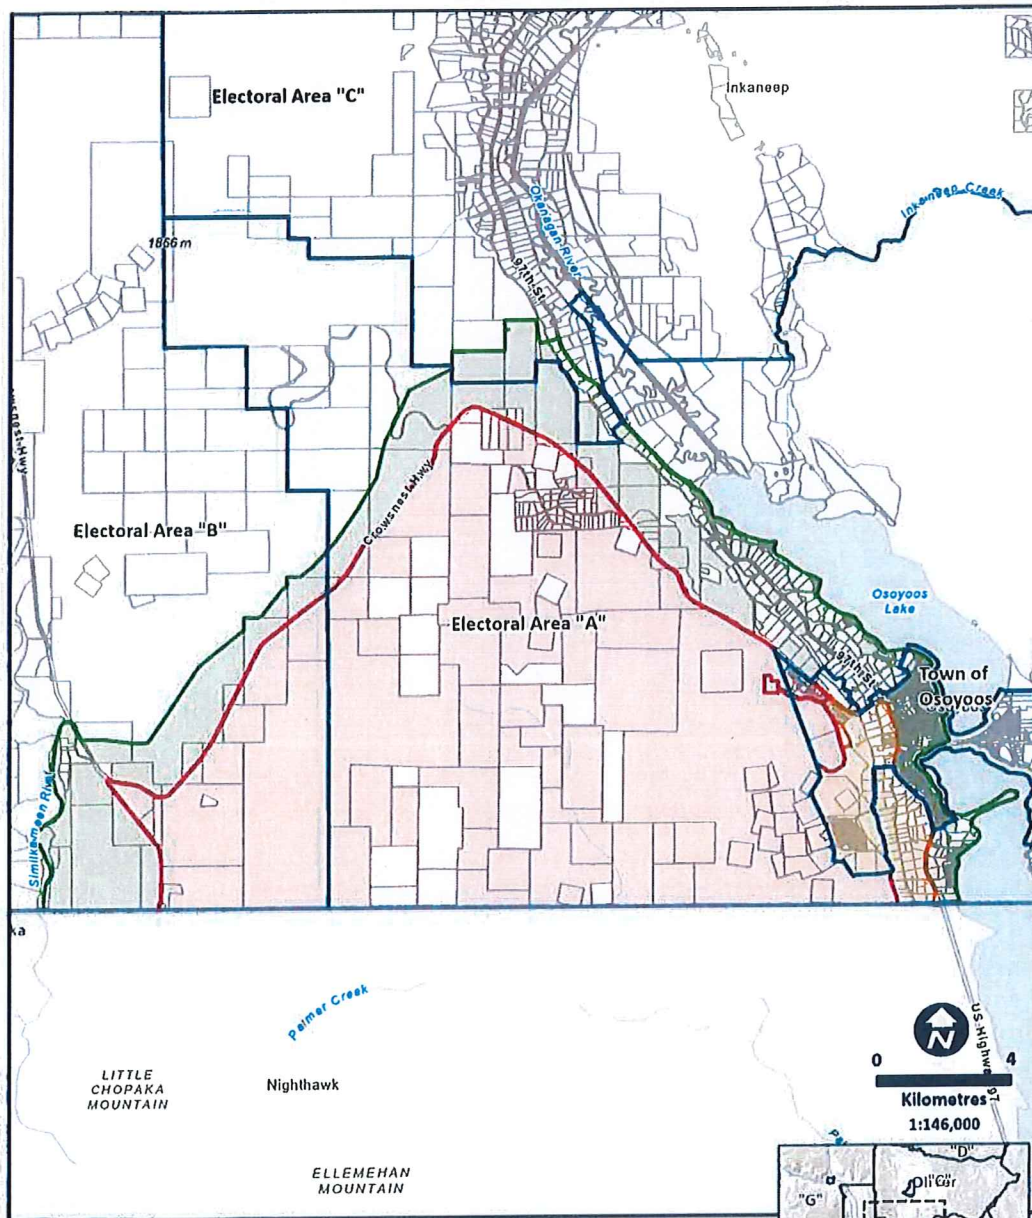 Electoral Area "C"
Inkaneep
Inkaneep Creek
Okanagan River
1866 m
97th St
Crowsnest Hwy
Electoral Area "B"
Electoral Area "A"
Osoyoos
Lake
97th St
Town of
Osoyoos
Similkameen River
ka
Palmer Creek
US Highway 97
N
0 4
Kilometres
1:146,000
LITTLE
CHOPAKA
MOUNTAIN
Nighthawk
ELLEMEHAN
MOUNTAIN
"D"
"G"